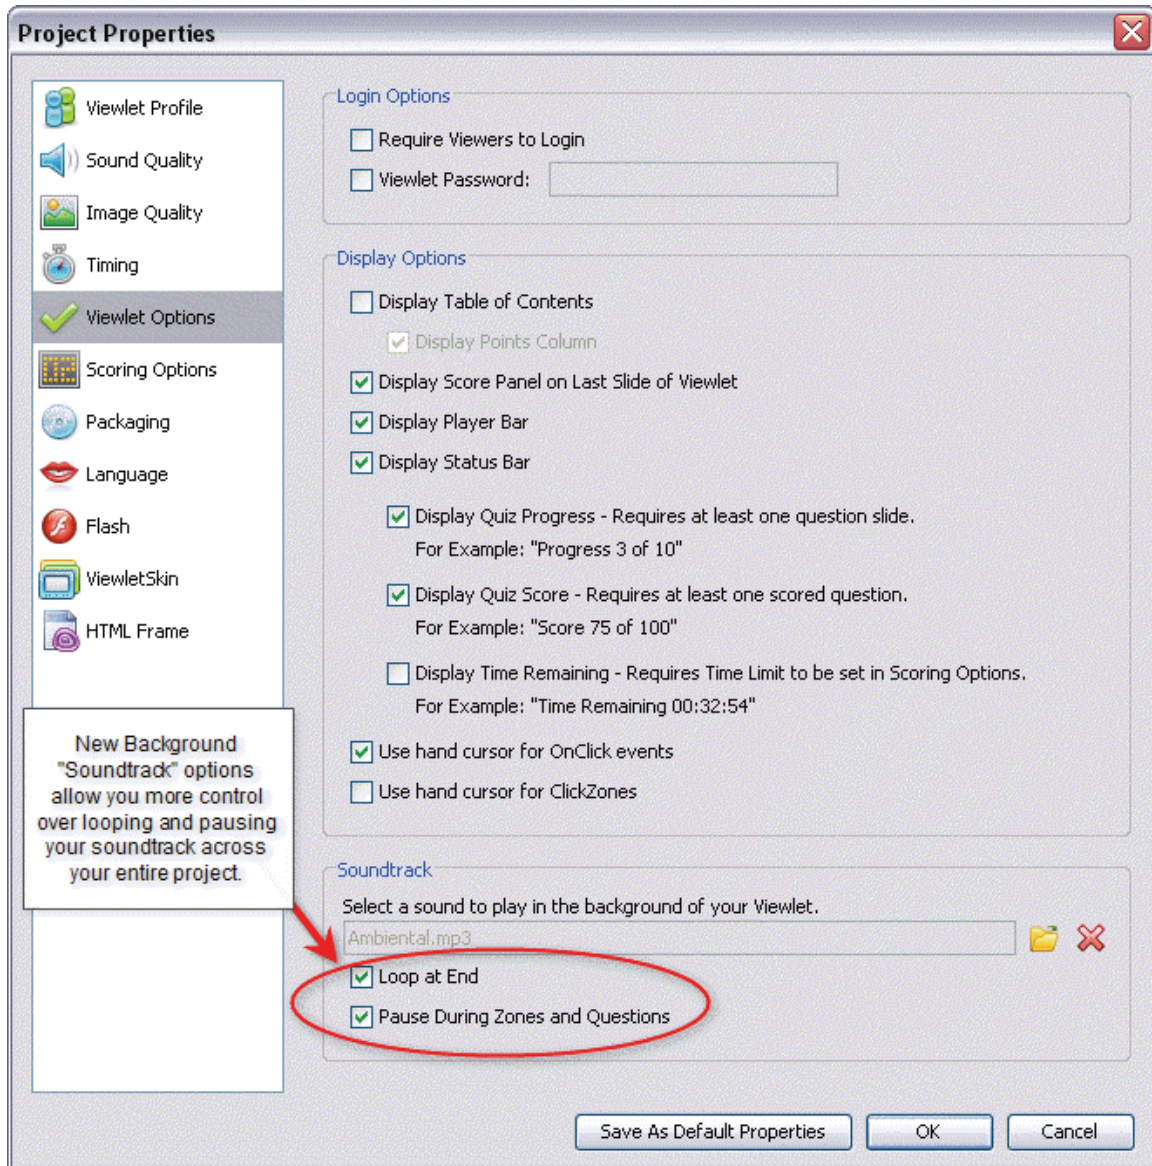 Project Properties
Viewlet Profile
Sound Quality
Image Quality
Timing
Viewlet Options
Scoring Options
Packaging
Language
Flash
ViewletSkin
HTML Frame
New Background
"Soundtrack" options
allow you more control
over looping and pausing
your soundtrack across
your entire project.
Login Options
Require Viewers to Login
Viewlet Password:
Display Options
Display Table of Contents
Display Points Column
Display Score Panel on Last Slide of Viewlet
Display Player Bar
Display Status Bar
Display Quiz Progress - Requires at least one question slide.
For Example: "Progress 3 of 10"
Display Quiz Score - Requires at least one scored question.
For Example: "Score 75 of 100"
Display Time Remaining - Requires Time Limit to be set in Scoring Options.
For Example: "Time Remaining 00:32:54"
Use hand cursor for OnClick events
Use hand cursor for ClickZones
Soundtrack
Select a sound to play in the background of your Viewlet.
Ambiental.mp3
Loop at End
Pause During Zones and Questions
Save As Default Properties
OK
Cancel